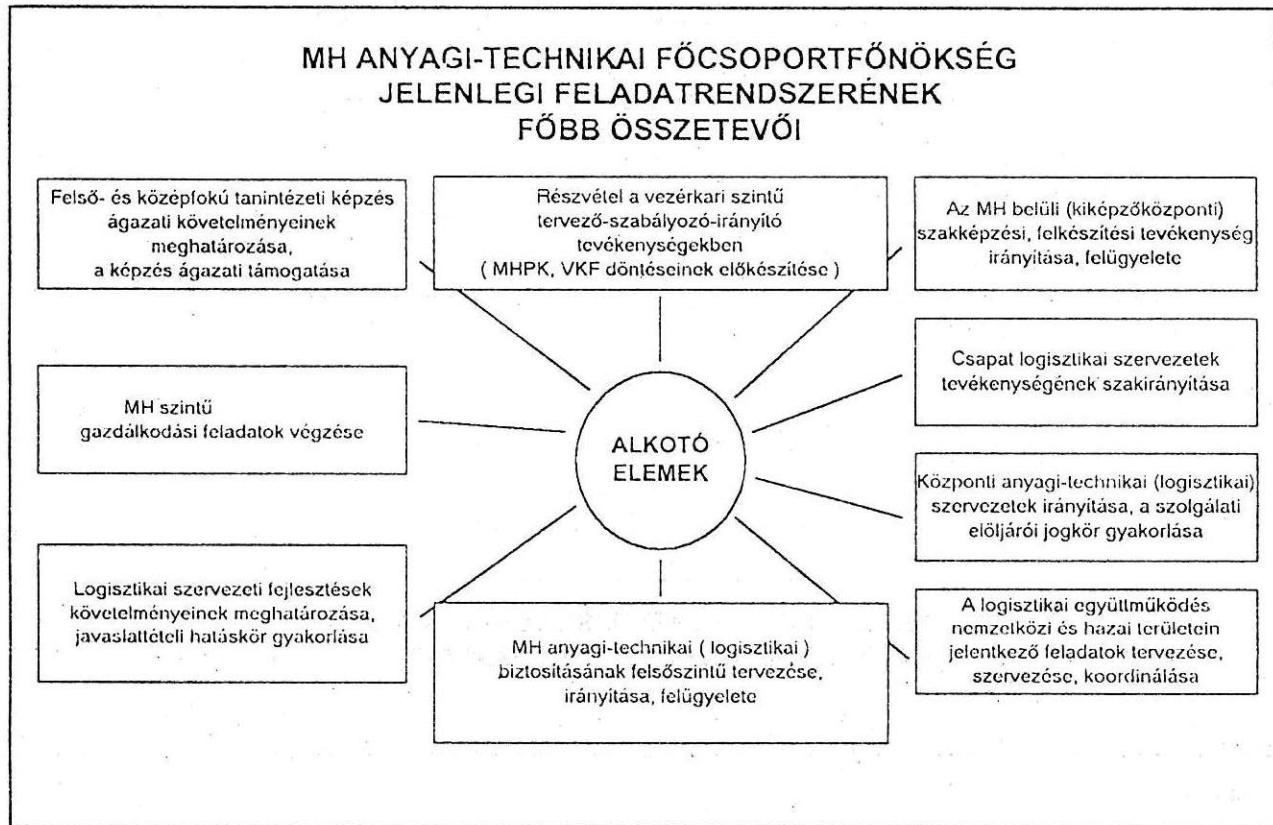 MH ANYAGI-TECHNIKAI FŐCSOPORTFŐNÖKSÉG
JELENLEGI FELADATRENDSZERÉNEK
FŐBB ÖSSZETEVŐI
Felső- és középfokú tanintézeti képzés
ágazati követelményeinek
meghatározása,
a képzés ágazati támogatása
Részvétel a vezérkari szintű
tervező-szabályozó-irányító
tevékenységekben
( MHPK, VKF döntéseinek előkészítése )
Az MH belüli (kiképzőközponti)
szakképzési, felkészítési tevékenység
irányítása, felügyelete
MH szintű
gazdálkodási feladatok végzése
ALKOTÓ
ELEMEK
Csapat logisztikai szervezetek
tevékenységének szakirányítása
Központi anyagi-technikai (logisztikai)
szervezetek irányítása, a szolgálati
elöljárói jogkör gyakorlása
Logisztikai szervezeti fejlesztések
követelményeinek meghatározása,
javaslattételi hatáskör gyakorlása
MH anyagi-technikai ( logisztikai )
biztosításának felsőszintű tervezése,
irányítása, felügyelete
A logisztikai együttműködés
nemzetközi és hazai területein
jelentkező feladatok tervezése,
szervezése, koordinálása